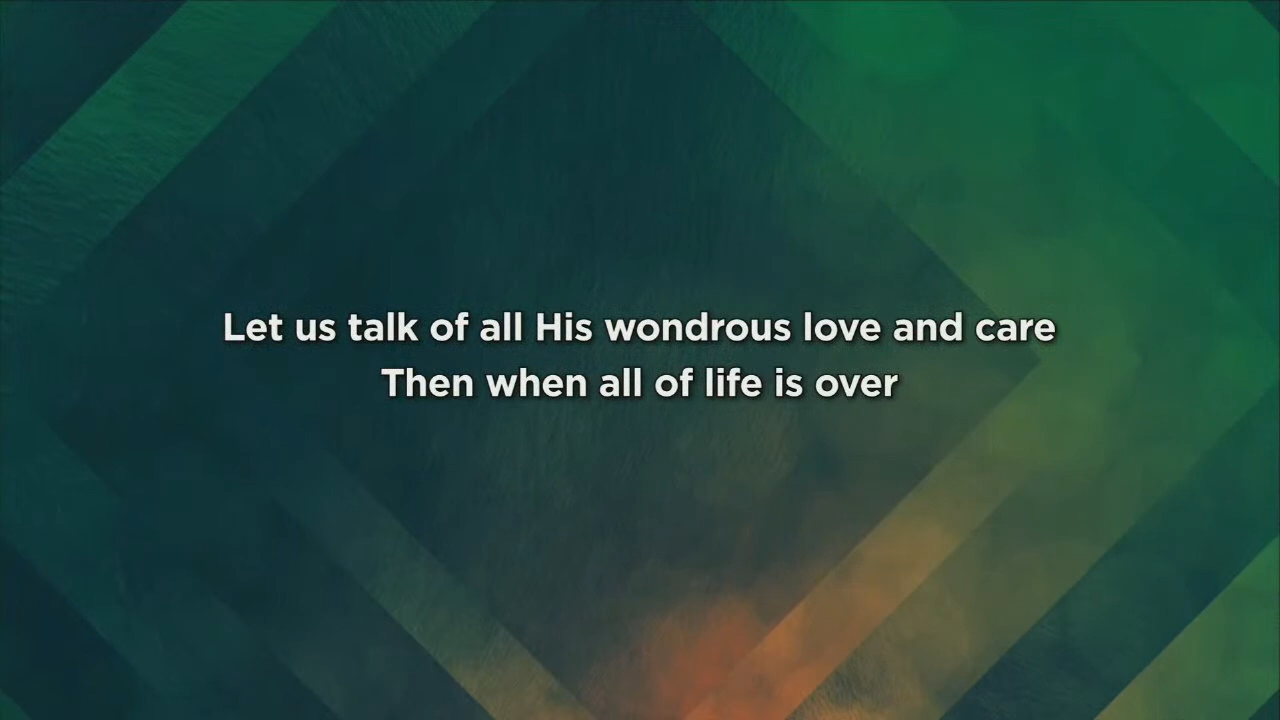 Let us talk of all His wondrous love and care
Then when all of life is over